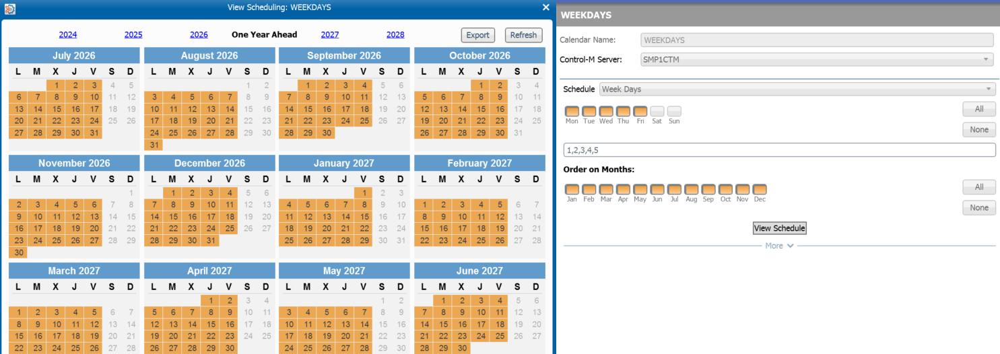 View Scheduling: WEEKDAYS
2024 2025 2026 One Year Ahead 2027 2028 Export Refresh
July 2026 August 2026 September 2026 October 2026
L M X J V S D L M X J V S D L M X J V S D L M X J V S D
1 2 3 4 5 1 2 1 2 3 4 5 6 1 2 3 4
6 7 8 9 10 11 12 3 4 5 6 7 8 9 7 8 9 10 11 12 13 5 6 7 8 9 10 11
13 14 15 16 17 18 19 10 11 12 13 14 15 16 14 15 16 17 18 19 20 12 13 14 15 16 17 18
20 21 22 23 24 25 26 17 18 19 20 21 22 23 21 22 23 24 25 26 27 19 20 21 22 23 24 25
27 28 29 30 31 24 25 26 27 28 29 30 28 29 30 26 27 28 29 30 31
31
November 2026 December 2026 January 2027 February 2027
L M X J V S D L M X J V S D L M X J V S D L M X J V S D
1 1 2 3 4 5 6 1 2 3
2 3 4 5 6 7 8 7 8 9 10 11 12 13 4 5 6 7 8 9 10 1 2 3 4 5 6 7
9 10 11 12 13 14 15 14 15 16 17 18 19 20 11 12 13 14 15 16 17 8 9 10 11 12 13 14
16 17 18 19 20 21 22 21 22 23 24 25 26 27 18 19 20 21 22 23 24 15 16 17 18 19 20 21
23 24 25 26 27 28 29 28 29 30 31 25 26 27 28 29 30 31 22 23 24 25 26 27 28
30
March 2027 April 2027 May 2027 June 2027
L M X J V S D L M X J V S D L M X J V S D L M X J V S D
1 2 3 4 1 2 1 2 3 4 5 6
1 2 3 4 5 6 7 5 6 7 8 9 10 11 3 4 5 6 7 8 9 7 8 9 10 11 12 13
8 9 10 11 12 13 14 12 13 14 15 16 17 18 10 11 12 13 14 15 16 14 15 16 17 18 19 20
15 16 17 18 19 20 21 19 20 21 22 23 24 25 17 18 19 20 21 22 23 21 22 23 24 25 26 27
22 23 24 25 26 27 28 26 27 28 29 30 24 25 26 27 28 29 30 28 29 30
WEEKDAYS
Calendar Name: WEEKDAYS
Control-M Server: SMP1CTM
Schedule Week Days
All
Mon Tue Wed Thu Fri Sat Sun
None
1,2,3,4,5
Order on Months:
All
Jan Feb Mar Apr May Jun Jul Aug Sep Oct Nov Dec
None
View Schedule
More